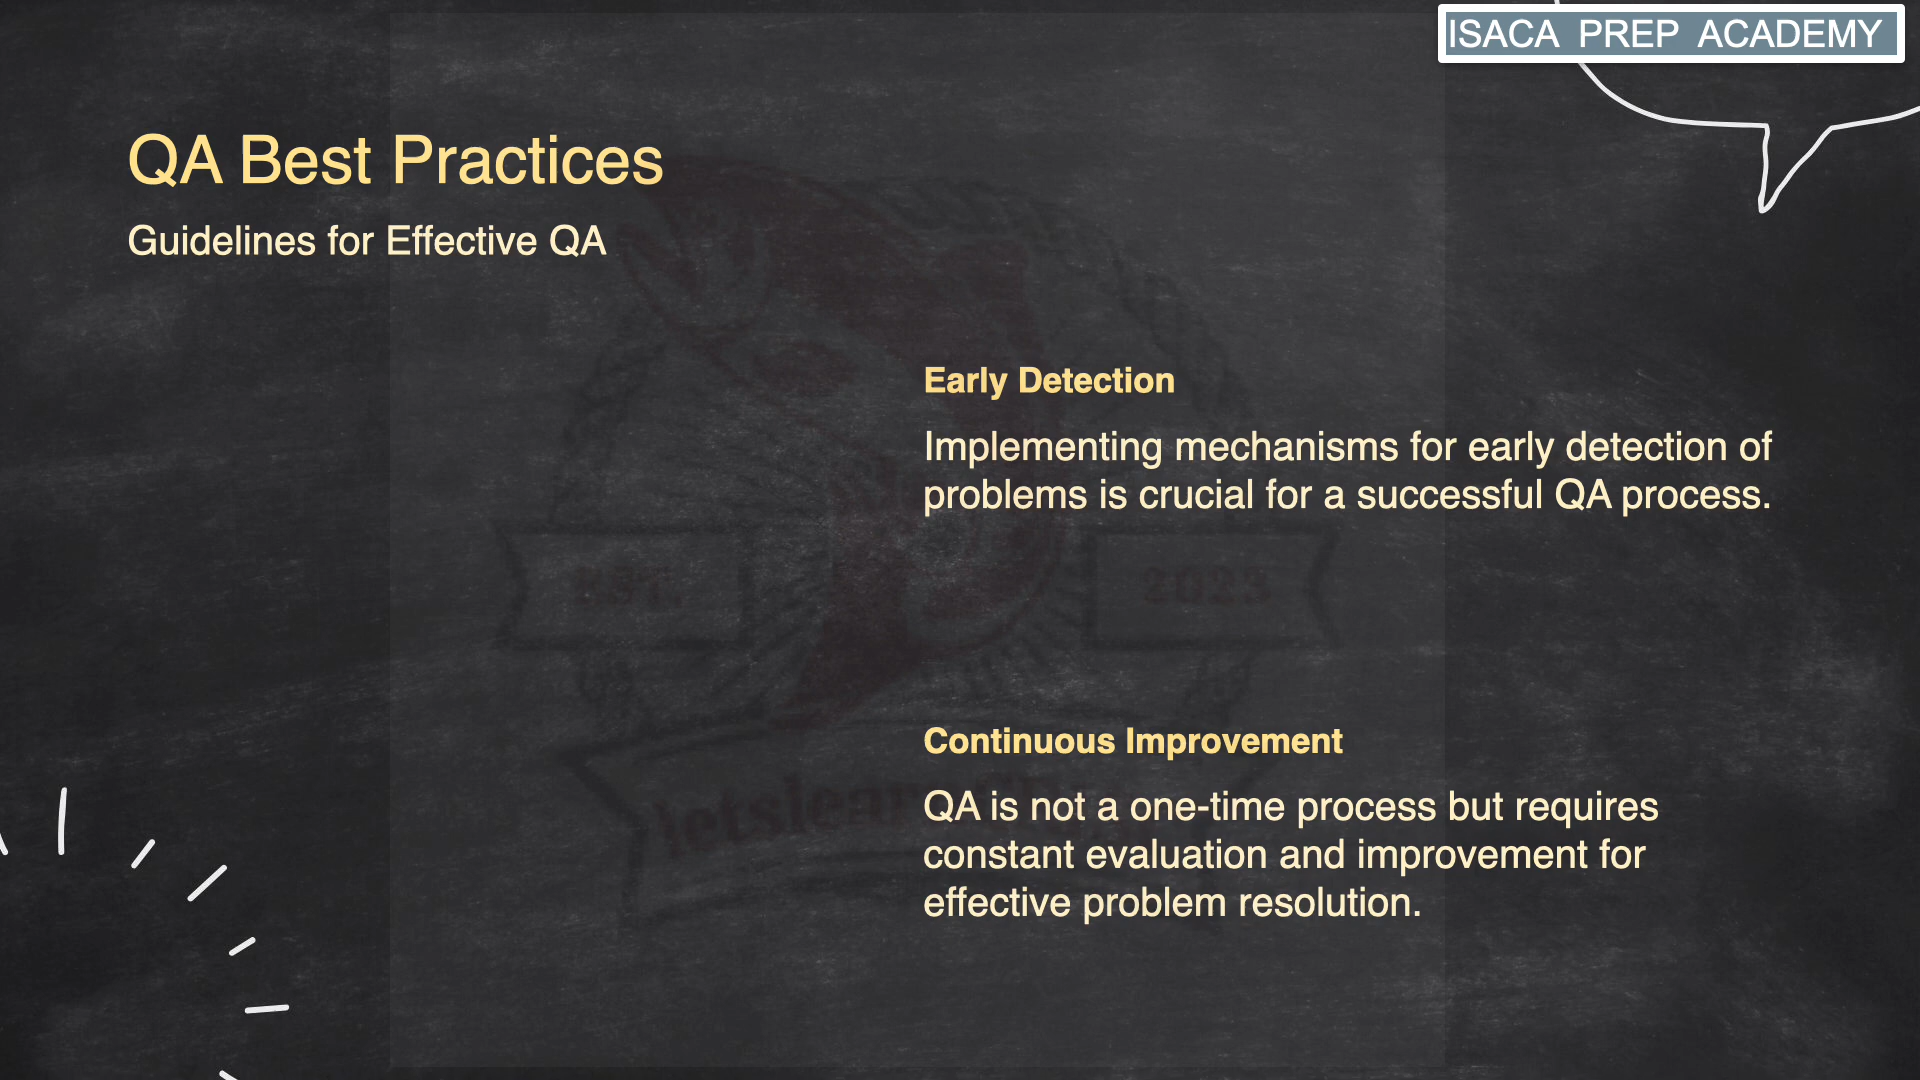 ISACA PREP ACADEMY
QA Best Practices
Guidelines for Effective QA
Early Detection
Implementing mechanisms for early detection of
problems is crucial for a successful QA process.
EST.
2023
Continuous Improvement
QA is not a one-time process but requires
constant evaluation and improvement for
effective problem resolution.